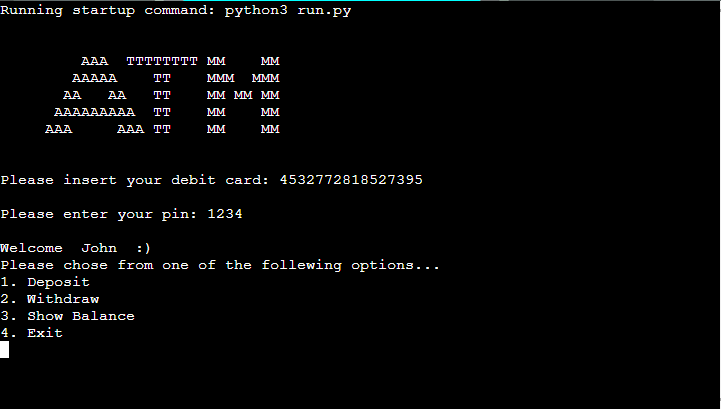 Running startup command: python3 run.py
       AAA  TTTTTTTT MM    MM
      AAAAA    TT    MMM  MMM
     AA   AA   TT    MM MM MM
    AAAAAAAAA  TT    MM    MM
   AAA     AAA TT    MM    MM
Please insert your debit card: 4532772818527395
Please enter your pin: 1234
Welcome  John  :)
Please chose from one of the follewing options...
1. Deposit
2. Withdraw
3. Show Balance
4. Exit